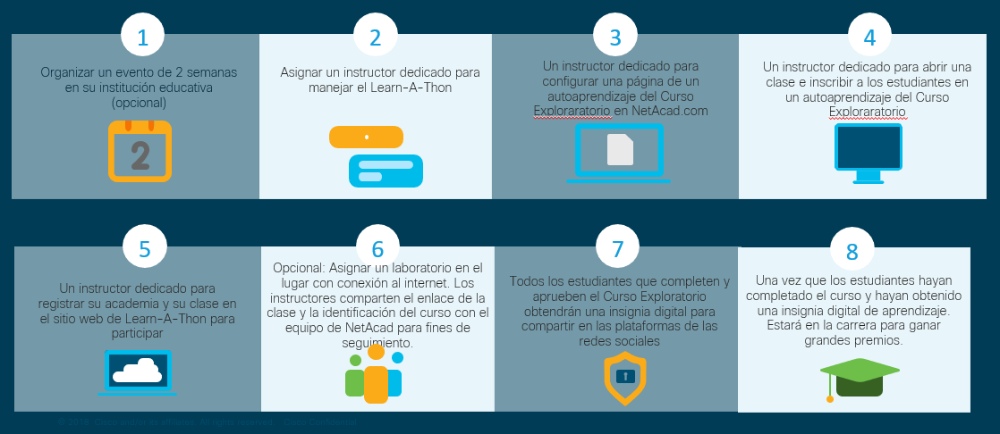 1
Organizar un evento de 2 semanas
en su institución educativa
(opcional)
2
2
Asignar un instructor dedicado para
manejar el Learn-A-Thon
3
Un instructor dedicado para
configurar una página de un
autoaprendizaje del Curso
Exploraratorio en NetAcad.com
4
Un instructor dedicado para abrir una
clase e inscribir a los estudiantes en
un autoaprendizaje del Curso
Exploraratorio
5
Un instructor dedicado para
registrar su academia y su clase en
el sitio web de Learn-A-Thon para
participar
6
Opcional: Asignar un laboratorio en el
lugar con conexión al internet. Los
instructores comparten el enlace de la
clase y la identificación del curso con el
equipo de NetAcad para fines de
seguimiento.
7
Todos los estudiantes que completen y
aprueben el Curso Exploratorio
obtendrán una insignia digital para
compartir en las plataformas de las
redes sociales
8
Una vez que los estudiantes hayan
completado el curso y hayan obtenido
una insignia digital de aprendizaje.
Estará en la carrera para ganar
grandes premios.
Cisco and/or its affiliates. All rights reserved. Cisco Confidential